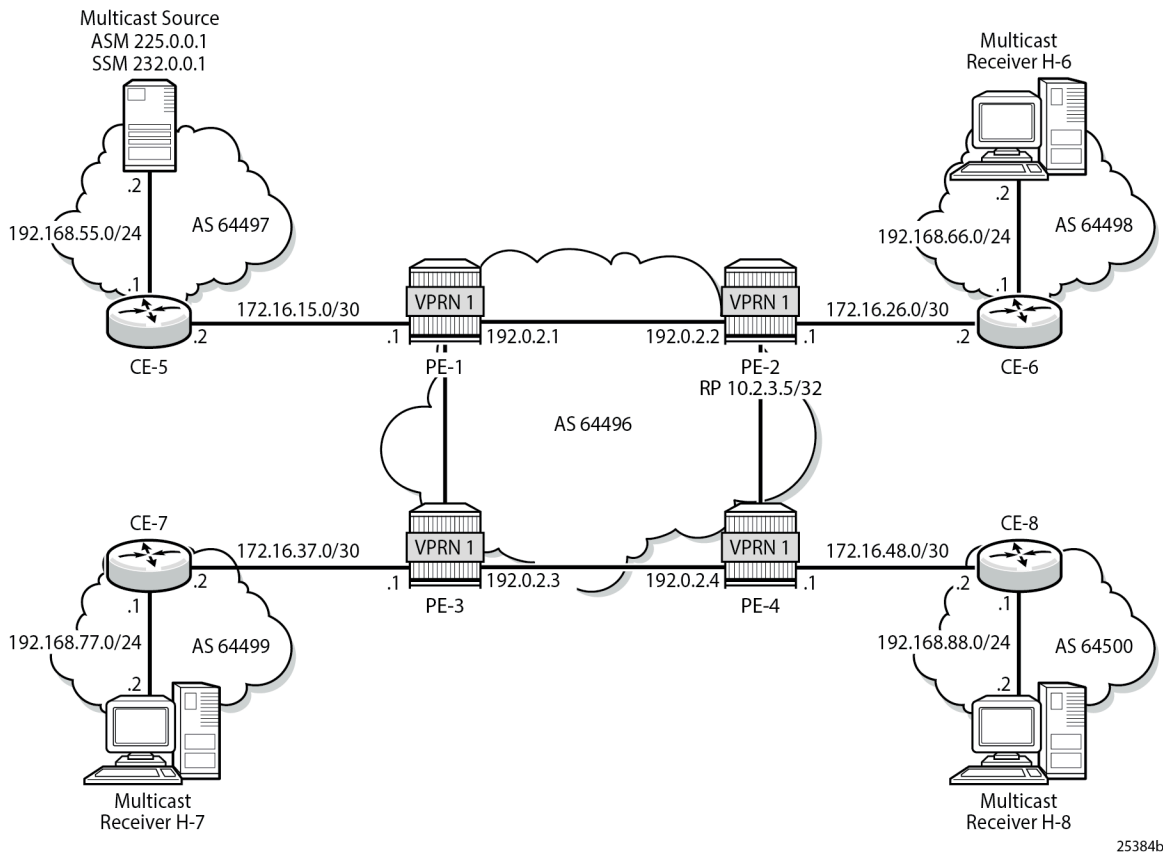 Multicast Source
ASM 225.0.0.1
SSM 232.0.0.1
Multicast
Receiver H-6
.2
.2
192.168.55.0/24
AS 64497
192.168.66.0/24
AS 64498
.1
.1
VPRN 1
VPRN 1
172.16.15.0/30
172.16.26.0/30
.2
.1
192.0.2.1
192.0.2.2
.1
.2
CE-5
PE-1
PE-2
CE-6
RP 10.2.3.5/32
AS 64496
CE-7
CE-8
172.16.37.0/30
VPRN 1
VPRN 1
172.16.48.0/30
.2
.1
192.0.2.3
192.0.2.4
.1
.2
.1
PE-3
PE-4
.1
192.168.77.0/24
AS 64499
192.168.88.0/24
AS 64500
.2
.2
Multicast
Receiver H-7
Multicast
Receiver H-8
25384b